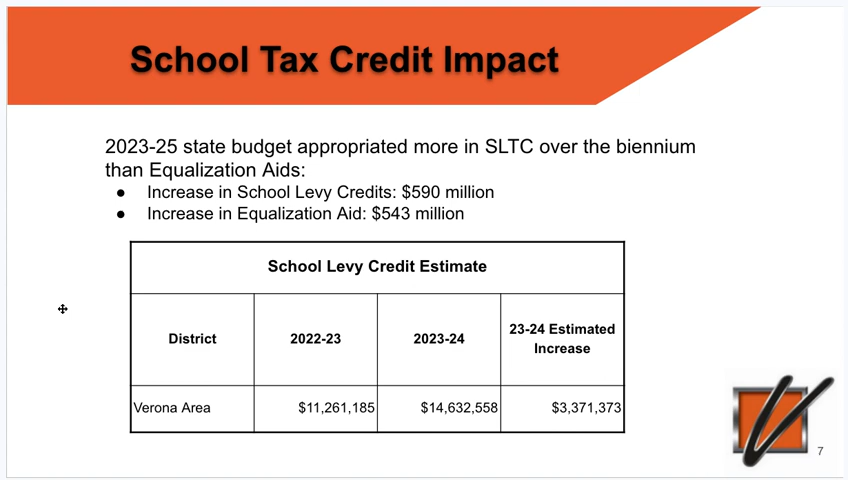 School Tax Credit Impact
2023-25 state budget appropriated more in SLTC over the biennium
than Equalization Aids:
● Increase in School Levy Credits: $590 million
● Increase in Equalization Aid: $543 million
School Levy Credit Estimate
District 2022-23 2023-24 23-24 Estimated Increase
Verona Area $11,261,185 $14,632,558 $3,371,373
7